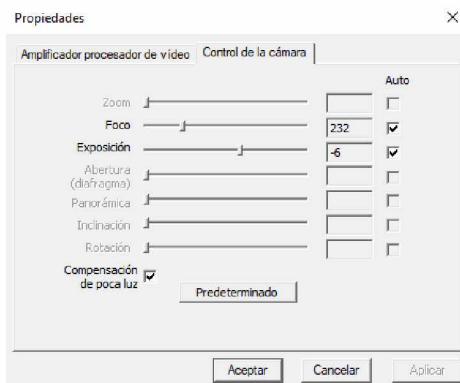 Propiedades
Amplificador procesador de vídeo
Control de la cámara
Auto
Zoom
Foco 232
Exposición -6
Abertura
(diafragma)
Panorámica
Inclinación
Rotación
Compensación
de poca luz
Predeterminado
Aceptar Cancelar Aplicar